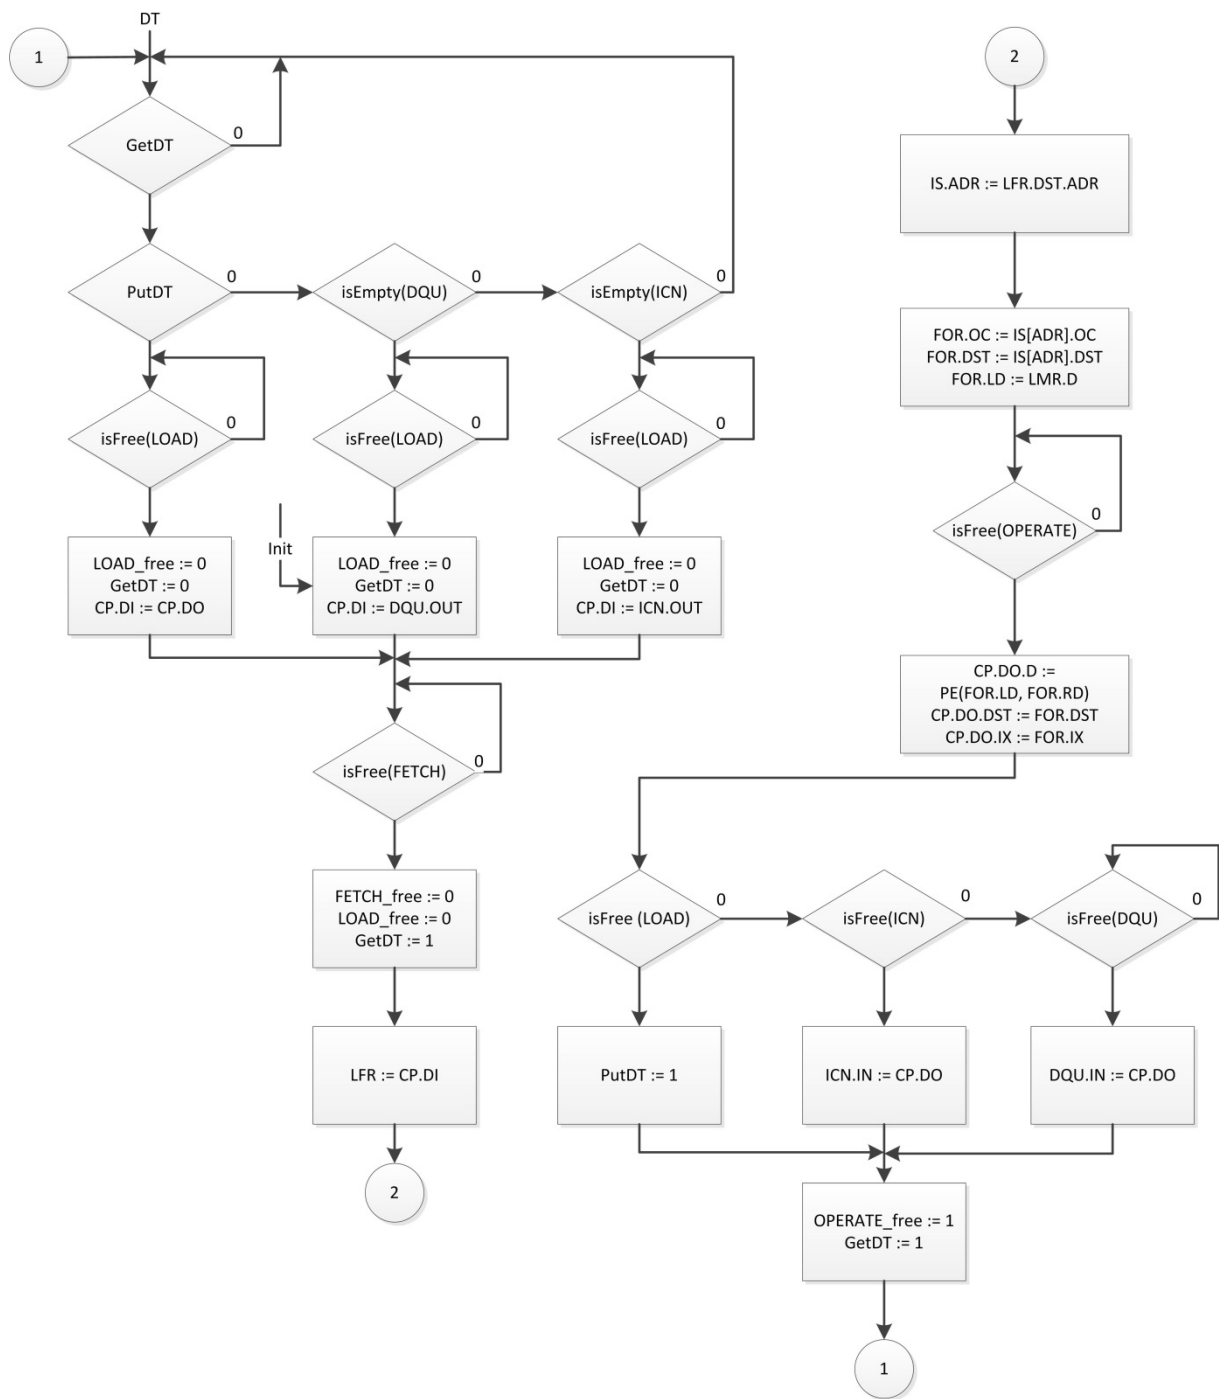 DT
1
GetDT
0
PutDT
0
isEmpty(DQU)
0
isEmpty(ICN)
0
isFree(LOAD)
0
isFree(LOAD)
0
isFree(LOAD)
0
Init
LOAD_free := 0
GetDT := 0
CP.DI := CP.DO
LOAD_free := 0
GetDT := 0
CP.DI := DQU.OUT
LOAD_free := 0
GetDT := 0
CP.DI := ICN.OUT
isFree(FETCH)
0
FETCH_free := 0
LOAD_free := 0
GetDT := 1
LFR := CP.DI
2
2
IS.ADR := LFR.DST.ADR
FOR.OC := IS[ADR].OC
FOR.DST := IS[ADR].DST
FOR.LD := LMR.D
isFree(OPERATE)
0
CP.DO.D :=
PE(FOR.LD, FOR.RD)
CP.DO.DST := FOR.DST
CP.DO.IX := FOR.IX
isFree (LOAD)
0
isFree(ICN)
0
isFree(DQU)
0
PutDT := 1
ICN.IN := CP.DO
DQU.IN := CP.DO
OPERATE_free := 1
GetDT := 1
1